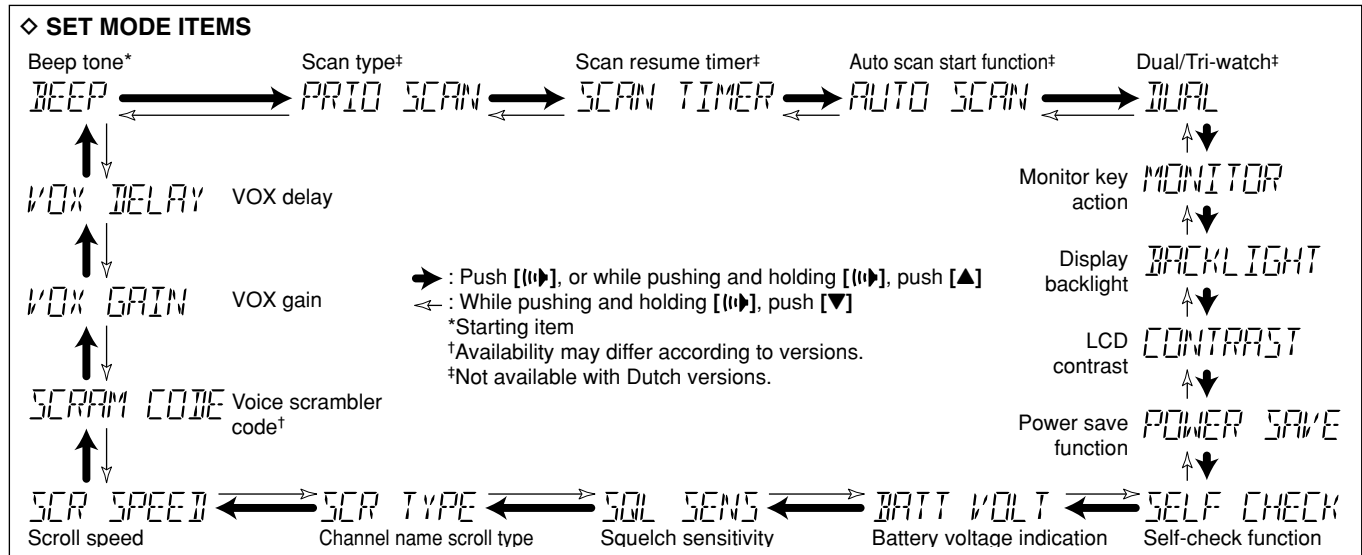 ◇ SET MODE ITEMS
Beep tone* Scan type‡ Scan resume timer‡ Auto scan start function‡ Dual/Tri-watch‡
BEEP PRIO SCAN SCAN TIMER AUTO SCAN DUAL
Monitor key action MONITOR
VOX DELAY VOX delay
Display backlight BACKLIGHT
: Push [((•))], or while pushing and holding [((•))], push [▲]
VOX GAIN VOX gain
: While pushing and holding [((•))], push [▼]
*Starting item
†Availability may differ according to versions.
‡Not available with Dutch versions.
LCD contrast CONTRAST
SCRAM CODE Voice scrambler code†
Power save function POWER SAVE
SCR SPEED SCR TYPE SQL SENS BATT VOLT SELF CHECK
Scroll speed Channel name scroll type Squelch sensitivity Battery voltage indication Self-check function